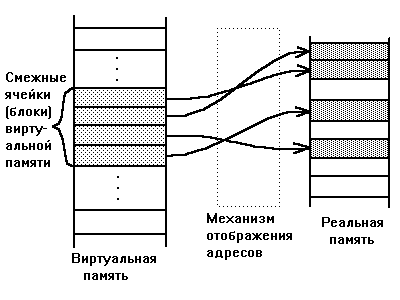 Смежные
ячейки
(блоки)
вирту-
альной
памяти
Виртуальная
память
Механизм
отображения
адресов
Реальная
память